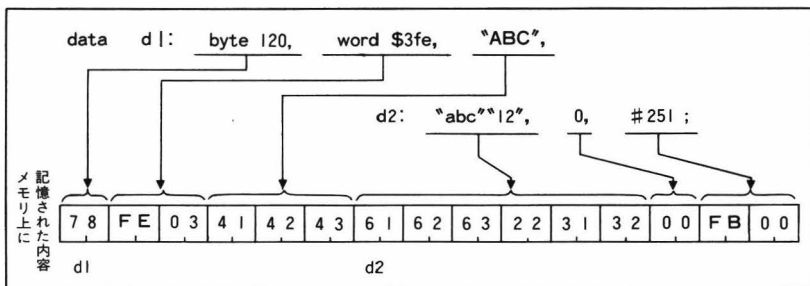 data d1: byte 120, word $3fe, "ABC",
d2: "abc""12", 0, #251 ;
メモリ上に
記憶された内容
78 FE 03 41 42 43 61 62 63 22 31 32 00 FB 00
d1 d2